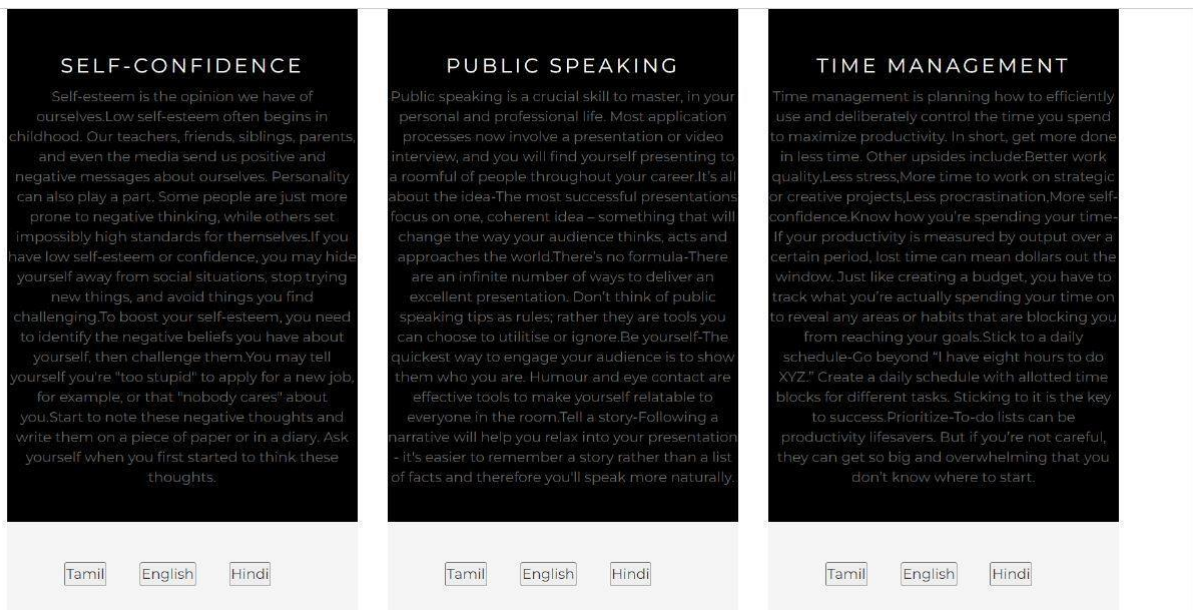 SELF-CONFIDENCE
Self-esteem is the opinion we have of
ourselves.Low self-esteem often begins in
childhood. Our teachers, friends, siblings, parents,
and even the media send us positive and
negative messages about ourselves. Personality
can also play a part. Some people are just more
prone to negative thinking, while others set
impossibly high standards for themselves.If you
have low self-esteem or confidence, you may hide
yourself away from social situations, stop trying
new things, and avoid things you find
challenging.To boost your self-esteem, you need
to identify the negative beliefs you have about
yourself, then challenge them.You may tell
yourself you're "too stupid" to apply for a new job,
for example, or that "nobody cares" about
you.Start to note these negative thoughts and
write them on a piece of paper or in a diary. Ask
yourself when you first started to think these
thoughts.
Tamil English Hindi
PUBLIC SPEAKING
Public speaking is a crucial skill to master, in your
personal and professional life. Most application
processes now involve a presentation or video
interview, and you will find yourself presenting to
a roomful of people throughout your career.It's all
about the idea-The most successful presentations
focus on one, coherent idea – something that will
change the way your audience thinks, acts and
approaches the world.There's no formula-There
are an infinite number of ways to deliver an
excellent presentation. Don't think of public
speaking tips as rules; rather they are tools you
can choose to utilitise or ignore.Be yourself-The
quickest way to engage your audience is to show
them who you are. Humour and eye contact are
effective tools to make yourself relatable to
everyone in the room.Tell a story-Following a
narrative will help you relax into your presentation
- it's easier to remember a story rather than a list
of facts and therefore you'll speak more naturally.
Tamil English Hindi
TIME MANAGEMENT
Time management is planning how to efficiently
use and deliberately control the time you spend
to maximize productivity. In short, get more done
in less time. Other upsides include:Better work
quality,Less stress,More time to work on strategic
or creative projects,Less procrastination,More self-
confidence.Know how you're spending your time-
If your productivity is measured by output over a
certain period, lost time can mean dollars out the
window. Just like creating a budget, you have to
track what you're actually spending your time on
to reveal any areas or habits that are blocking you
from reaching your goals.Stick to a daily
schedule-Go beyond "I have eight hours to do
XYZ." Create a daily schedule with allotted time
blocks for different tasks. Sticking to it is the key
to success.Prioritize-To-do lists can be
productivity lifesavers. But if you're not careful,
they can get so big and overwhelming that you
don't know where to start.
Tamil English Hindi